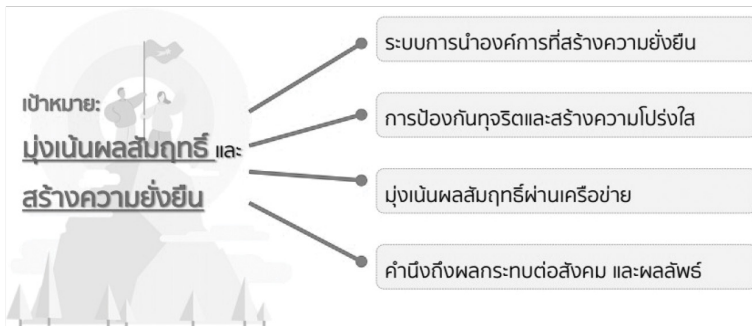 เป้าหมาย:
มุ่งเน้นผลสัมฤทธิ์ และ
สร้างความยั่งยืน
ระบบการนำองค์การที่สร้างความยั่งยืน
การป้องกันทุจริตและสร้างความโปร่งใส
มุ่งเน้นผลสัมฤทธิ์ผ่านเครือข่าย
คำนึงถึงผลกระทบต่อสังคม และผลลัพธ์